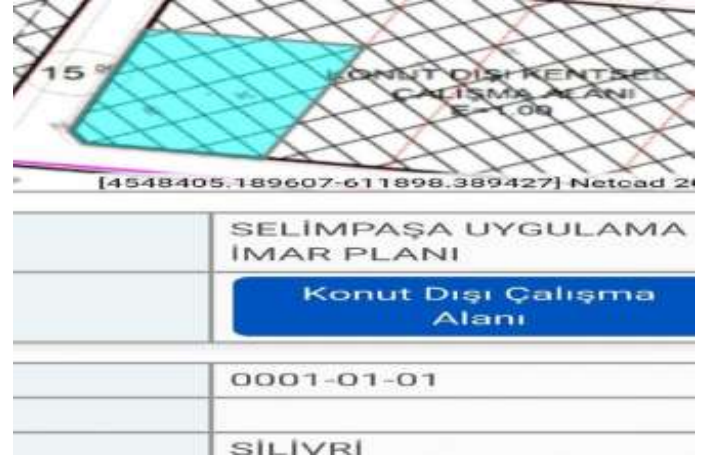 15
KONUT DIŞI KENTSEL
ÇALIŞMA ALANI
E=1.00
[4548405.189607-611898.389427] Netcad 20
SELİMPAŞA UYGULAMA
İMAR PLANI
Konut Dışı Çalışma
Alanı
0001-01-01
SİLİVRİ